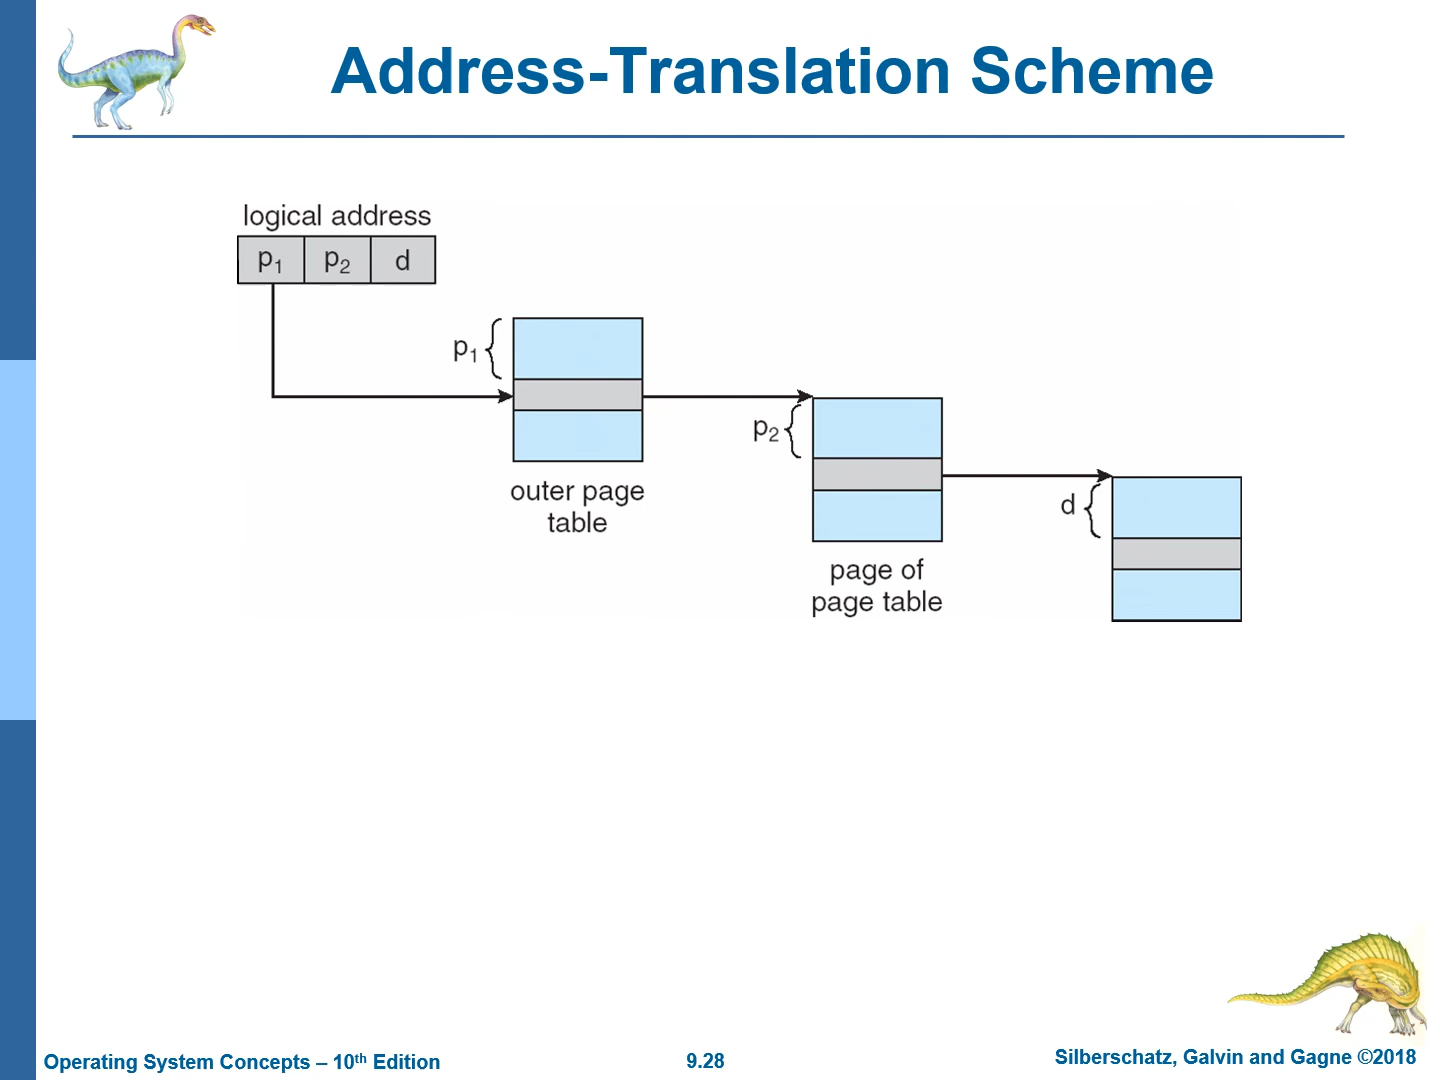 Address-Translation Scheme
logical address
p₁ p₂ d
p₁
p₂
d
outer page
table
page of
page table
Operating System Concepts – 10th Edition
9.28
Silberschatz, Galvin and Gagne ©2018